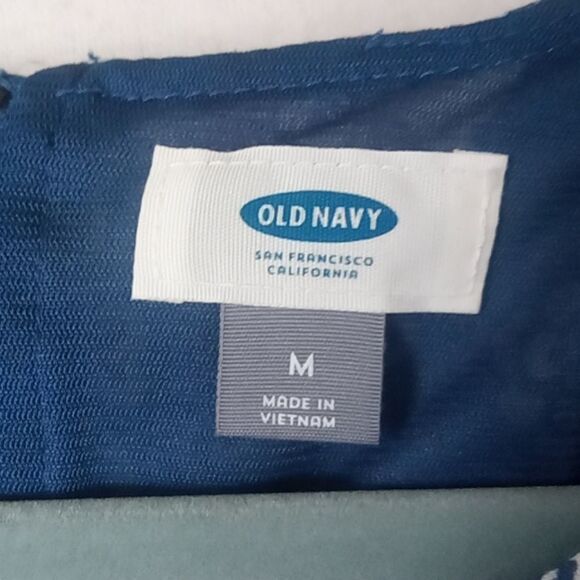 OLD NAVY
SAN FRANCISCO
CALIFORNIA
M
MADE IN
VIETNAM